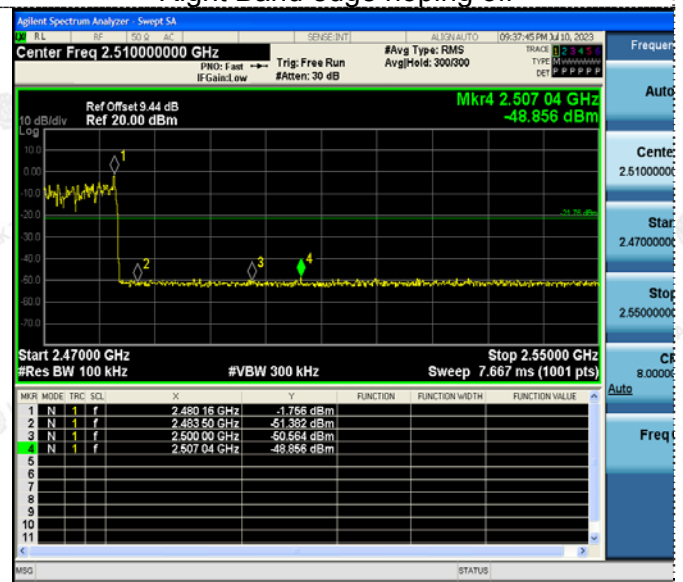 Right Band edge hoping off
Agilent Spectrum Analyzer - Swept SA
RL RF 50 Ω AC SENSE:INT ALIGNAUTO 09:37:45 PM Jul 10, 2023
Center Freq 2.510000000 GHz
PNO: Fast
IFGain:Low
Trig: Free Run
#Atten: 30 dB
#Avg Type: RMS
Avg|Hold: 300/300
TRACE 1 2 3 4 5 6
TYPE M
DET P P P P P P
Ref Offset 9.44 dB
Ref 20.00 dBm
10 dB/div
Log
Mkr4 2.507 04 GHz
-48.856 dBm
10.0
0.00
-10.0
-20.0
-30.0
-40.0
-50.0
-60.0
-70.0
1
2
3
4
Start 2.47000 GHz
Stop 2.55000 GHz
#Res BW 100 kHz #VBW 300 kHz Sweep 7.667 ms (1001 pts)
MKR MODE TRC SCL X Y FUNCTION FUNCTION WIDTH FUNCTION VALUE
1 N 1 f 2.480 16 GHz -1.756 dBm
2 N 1 f 2.483 50 GHz -51.382 dBm
3 N 1 f 2.500 00 GHz -50.564 dBm
4 N 1 f 2.507 04 GHz -48.856 dBm
5
6
7
8
9
10
11
MSG STATUS
Frequen
Auto
Cente
2.51000000
Star
2.47000000
Stop
2.55000000
CF
8.00000
Auto
Freq